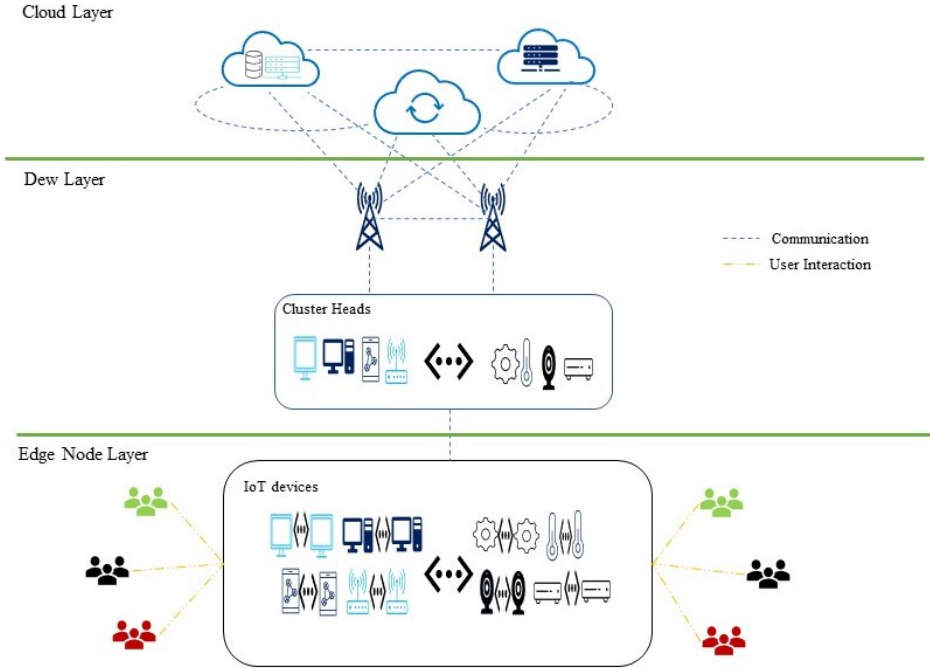 Cloud Layer
Dew Layer
Communication
User Interaction
Cluster Heads
Edge Node Layer
IoT devices